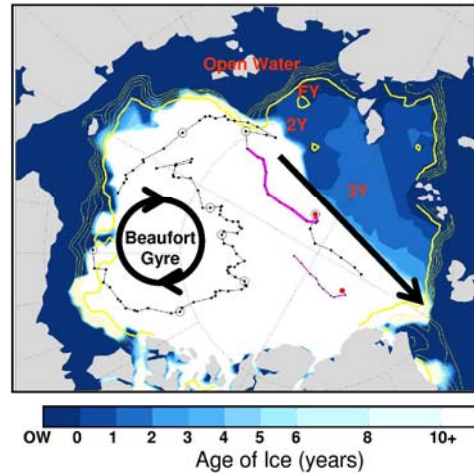 Open Water
FY
2Y
3Y
Beaufort
Gyre
OW 0 1 2 3 4 5 6 8 10+
Age of Ice (years)